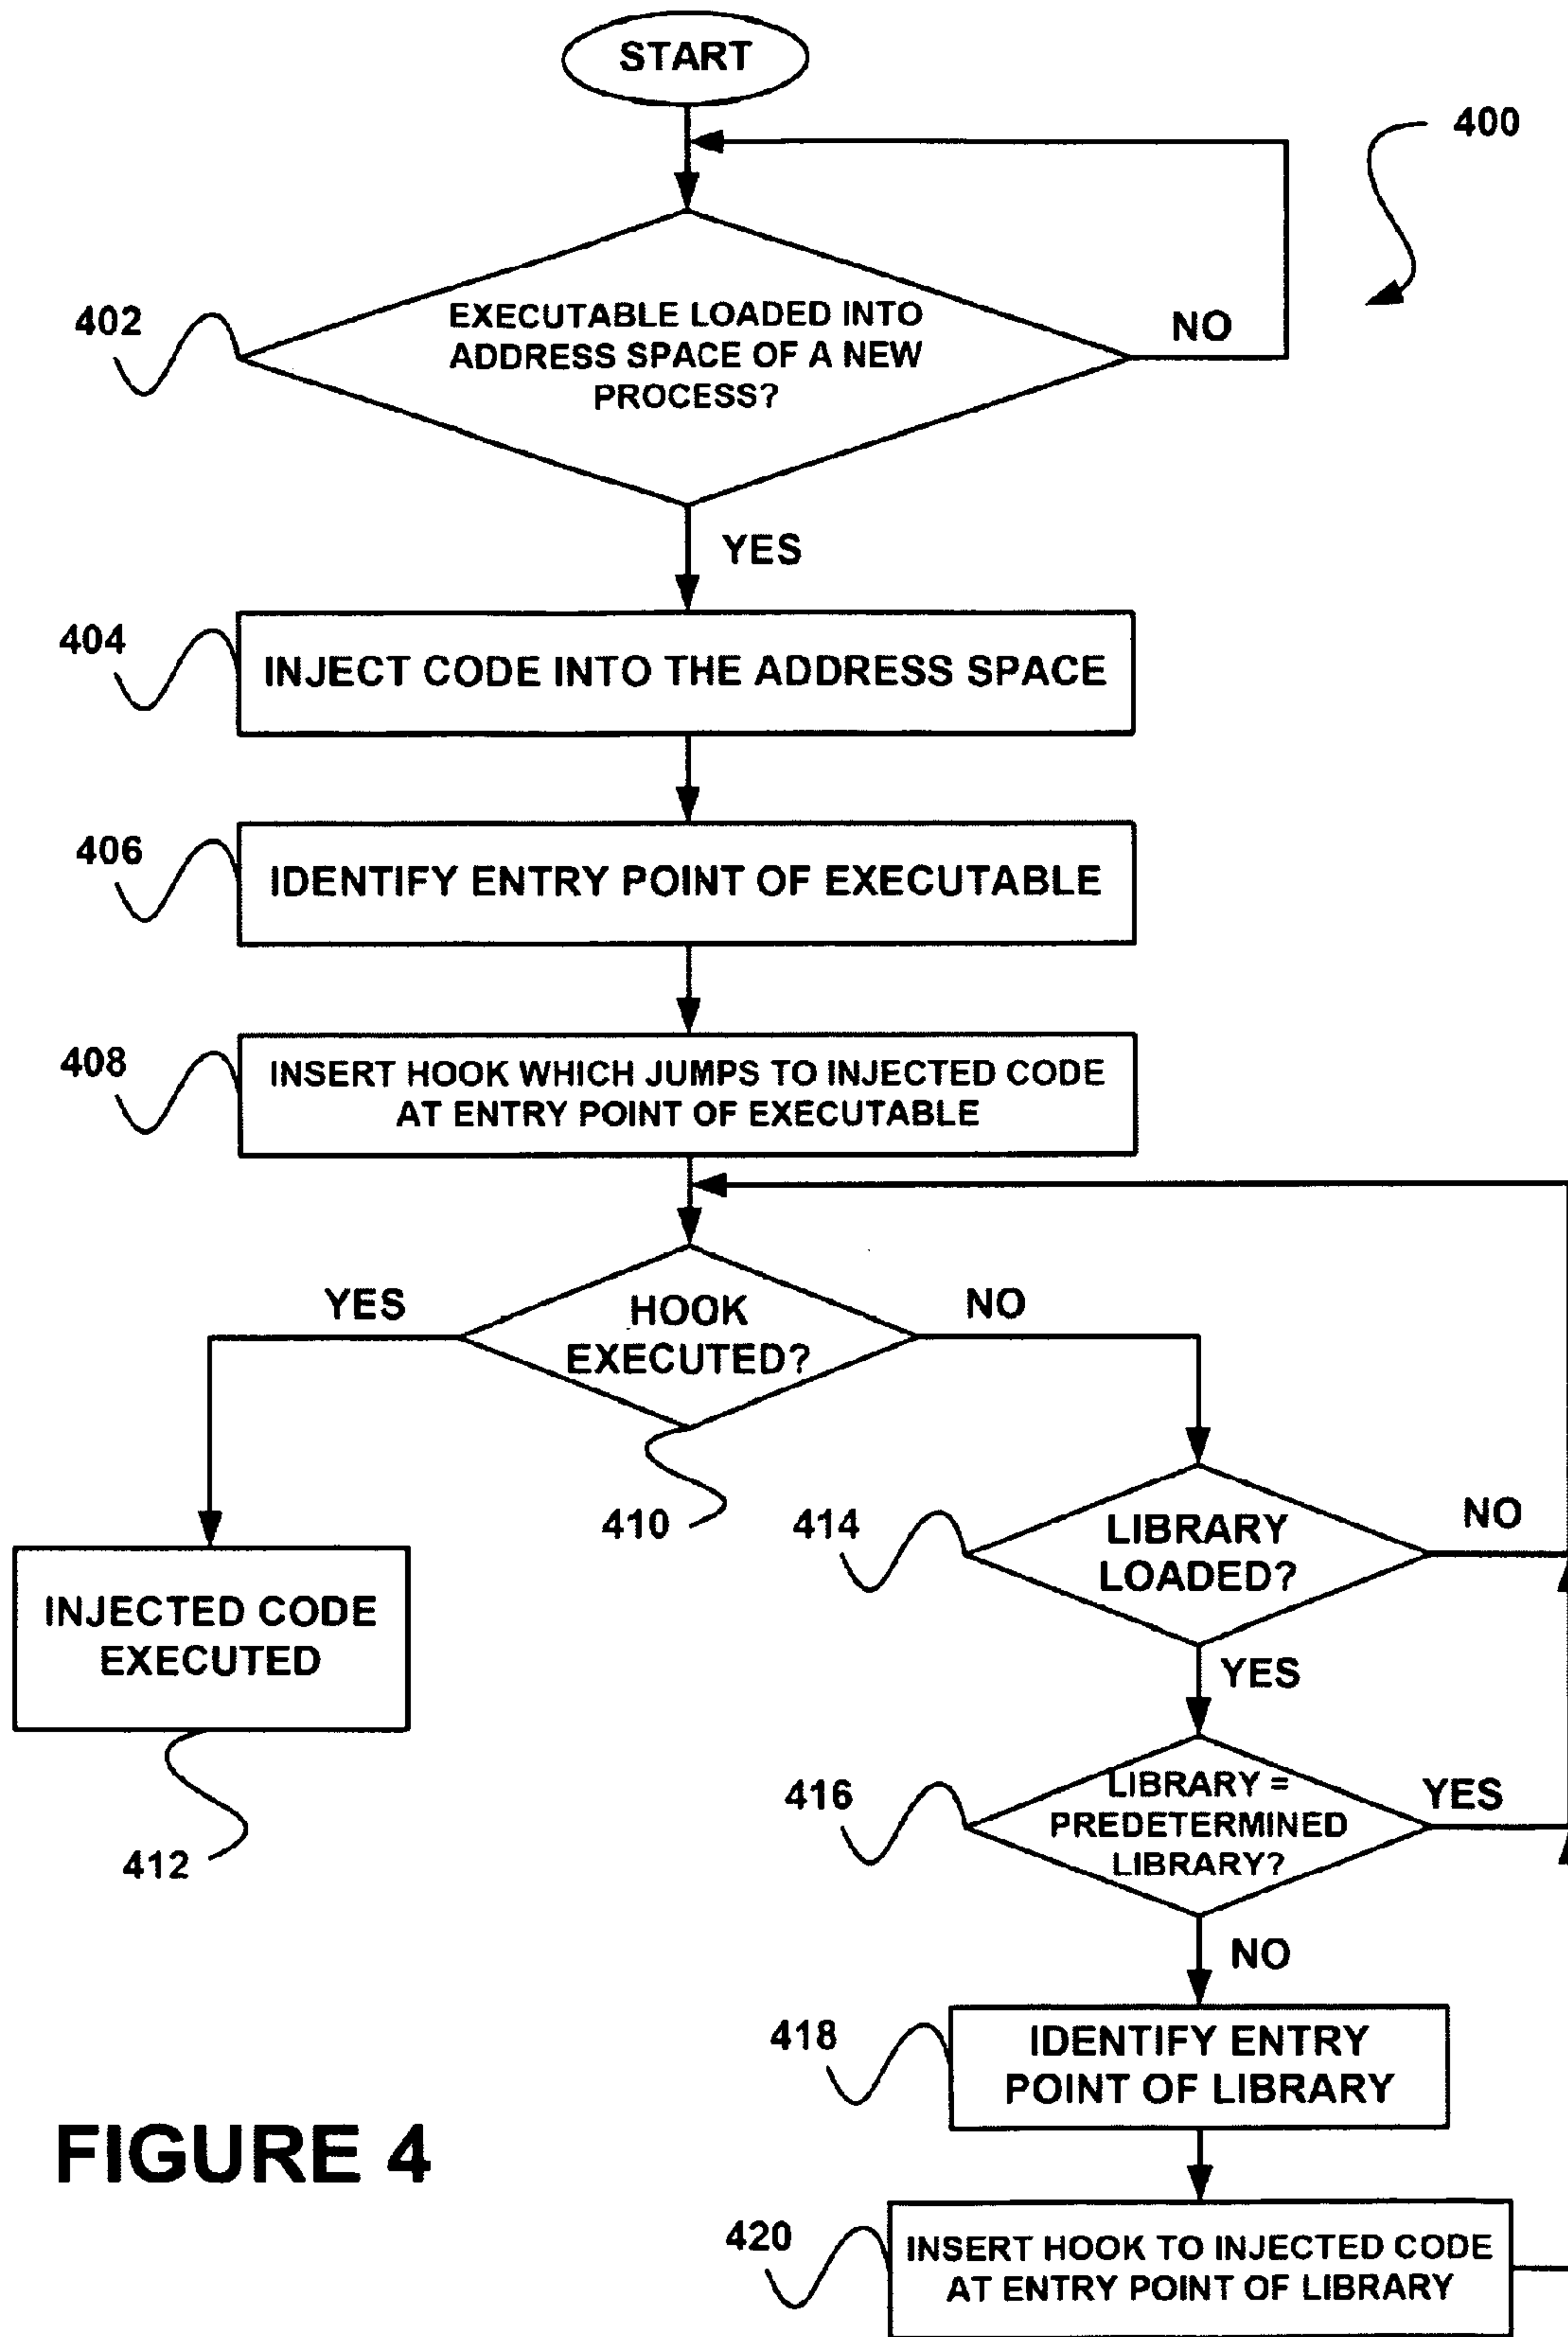 START
400
402
EXECUTABLE LOADED INTO
ADDRESS SPACE OF A NEW
PROCESS?
NO
YES
404
INJECT CODE INTO THE ADDRESS SPACE
406
IDENTIFY ENTRY POINT OF EXECUTABLE
408
INSERT HOOK WHICH JUMPS TO INJECTED CODE
AT ENTRY POINT OF EXECUTABLE
YES
HOOK
EXECUTED?
NO
410
INJECTED CODE
EXECUTED
412
414
LIBRARY
LOADED?
NO
YES
416
LIBRARY =
PREDETERMINED
LIBRARY?
YES
NO
418
IDENTIFY ENTRY
POINT OF LIBRARY
420
INSERT HOOK TO INJECTED CODE
AT ENTRY POINT OF LIBRARY
FIGURE 4